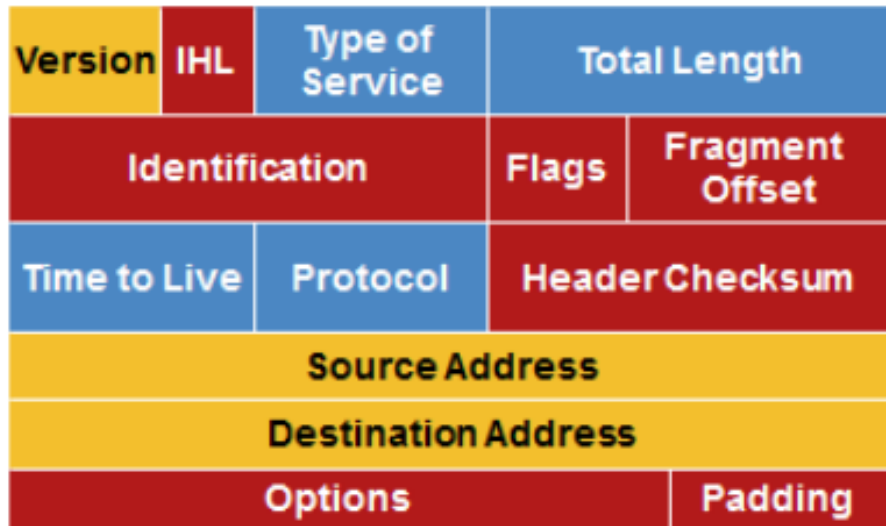 Version IHL Type of Service Total Length
Identification Flags Fragment Offset
Time to Live Protocol Header Checksum
Source Address
Destination Address
Options Padding